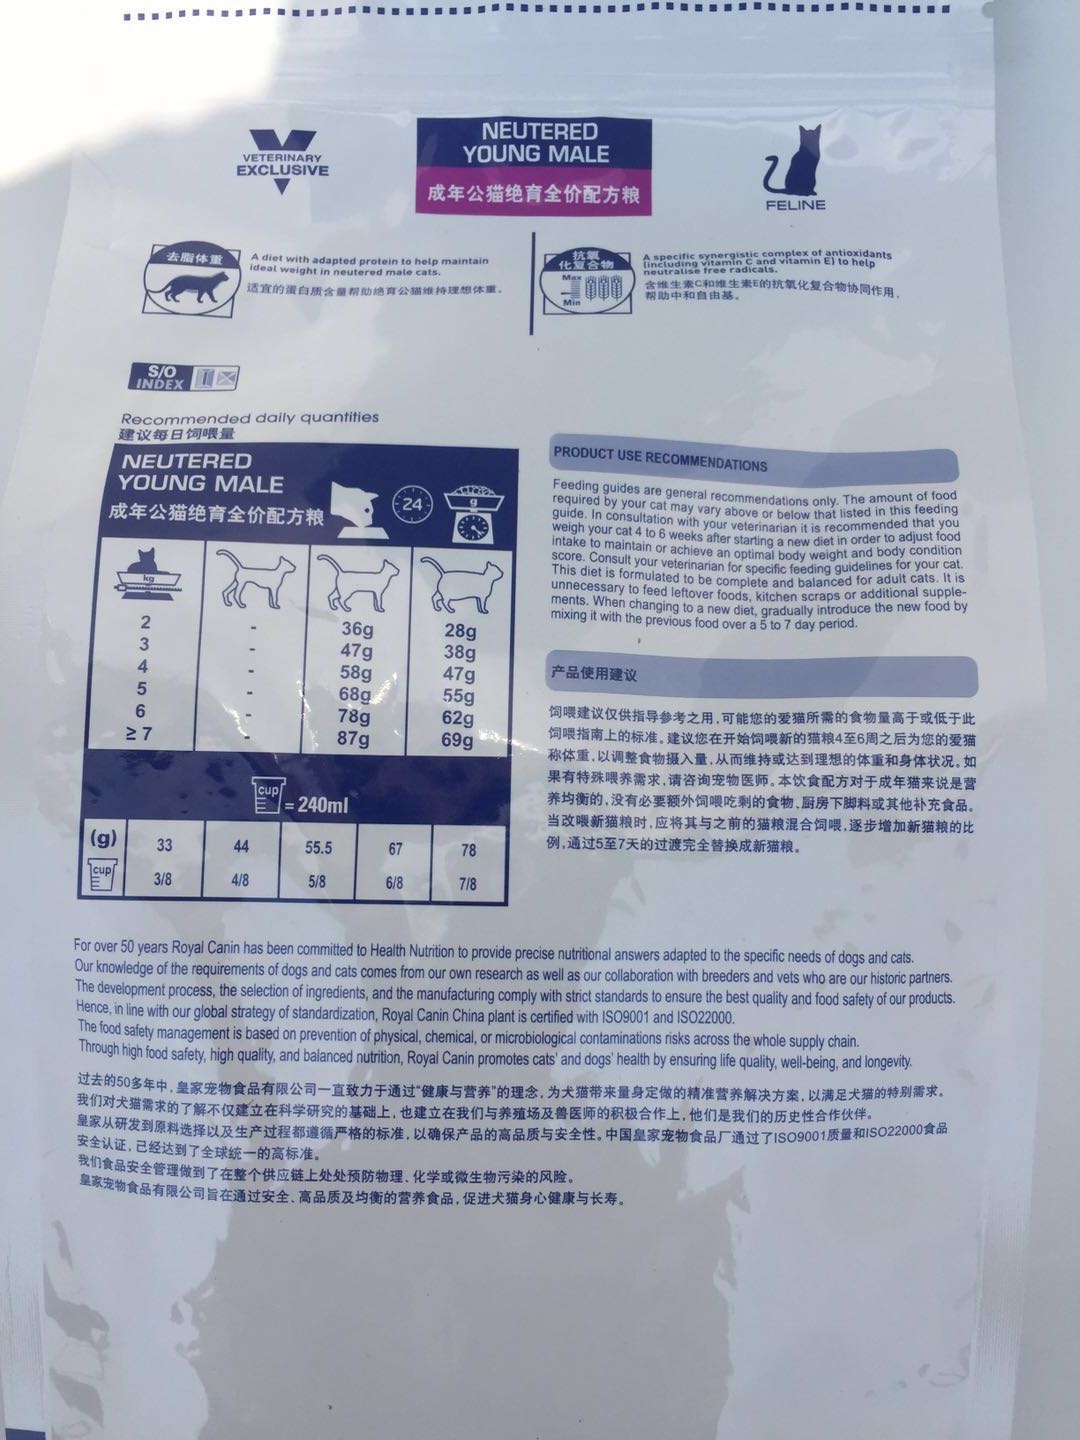 VETERINARY
EXCLUSIVE
NEUTERED
YOUNG MALE
成年公猫绝育全价配方粮
FELINE
去脂体重
A diet with adapted protein to help maintain
ideal weight in neutered male cats.
适宜的蛋白质含量帮助绝育公猫维持理想体重。
抗氧
化复合物
Max
Min
A specific synergistic complex of antioxidants
(including vitamin C and vitamin E) to help
neutralise free radicals.
含维生素C和维生素E的抗氧化复合物协同作用，
帮助中和自由基。
S/O
INDEX
Recommended daily quantities
建议每日饲喂量
NEUTERED
YOUNG MALE
成年公猫绝育全价配方粮
24
g
kg
2 - 36g 28g
3 - 47g 38g
4 - 58g 47g
5 - 68g 55g
6 - 78g 62g
≥7 - 87g 69g
cup = 240ml
(g) 33 44 55.5 67 78
cup 3/8 4/8 5/8 6/8 7/8
PRODUCT USE RECOMMENDATIONS
Feeding guides are general recommendations only. The amount of food
required by your cat may vary above or below that listed in this feeding
guide. In consultation with your veterinarian it is recommended that you
weigh your cat 4 to 6 weeks after starting a new diet in order to adjust food
intake to maintain or achieve an optimal body weight and body condition
score. Consult your veterinarian for specific feeding guidelines for your cat.
This diet is formulated to be complete and balanced for adult cats. It is
unnecessary to feed leftover foods, kitchen scraps or additional supple-
ments. When changing to a new diet, gradually introduce the new food by
mixing it with the previous food over a 5 to 7 day period.
产品使用建议
饲喂建议仅供指导参考之用，可能您的爱猫所需的食物量高于或低于此
饲喂指南上的标准。建议您在开始饲喂新的猫粮4至6周之后为您的爱猫
称体重，以调整食物摄入量，从而维持或达到理想的体重和身体状况。如
果有特殊喂养需求，请咨询宠物医师。本饮食配方对于成年猫来说是营
养均衡的，没有必要额外饲喂吃剩的食物、厨房下脚料或其他补充食品。
当改喂新猫粮时，应将其与之前的猫粮混合饲喂，逐步增加新猫粮的比
例，通过5至7天的过渡完全替换成新猫粮。
For over 50 years Royal Canin has been committed to Health Nutrition to provide precise nutritional answers adapted to the specific needs of dogs and cats.
Our knowledge of the requirements of dogs and cats comes from our own research as well as our collaboration with breeders and vets who are our historic partners.
The development process, the selection of ingredients, and the manufacturing comply with strict standards to ensure the best quality and food safety of our products.
Hence, in line with our global strategy of standardization, Royal Canin China plant is certified with ISO9001 and ISO22000.
The food safety management is based on prevention of physical, chemical, or microbiological contaminations risks across the whole supply chain.
Through high food safety, high quality, and balanced nutrition, Royal Canin promotes cats' and dogs' health by ensuring life quality, well-being, and longevity.
过去的50多年中，皇家宠物食品有限公司一直致力于通过“健康与营养”的理念，为犬猫带来量身定做的精准营养解决方案，以满足犬猫的特别需求。
我们对犬猫需求的了解不仅建立在科学研究的基础上，也建立在我们与养殖场及兽医师的积极合作上，他们是我们的历史性合作伙伴。
皇家从研发到原料选择以及生产过程都遵循严格的标准，以确保产品的高品质与安全性。中国皇家宠物食品厂通过了ISO9001质量和ISO22000食品
安全认证，已经达到了全球统一的高标准。
我们食品安全管理做到了在整个供应链上处处预防物理、化学或微生物污染的风险。
皇家宠物食品有限公司旨在通过安全、高品质及均衡的营养食品，促进犬猫身心健康与长寿。